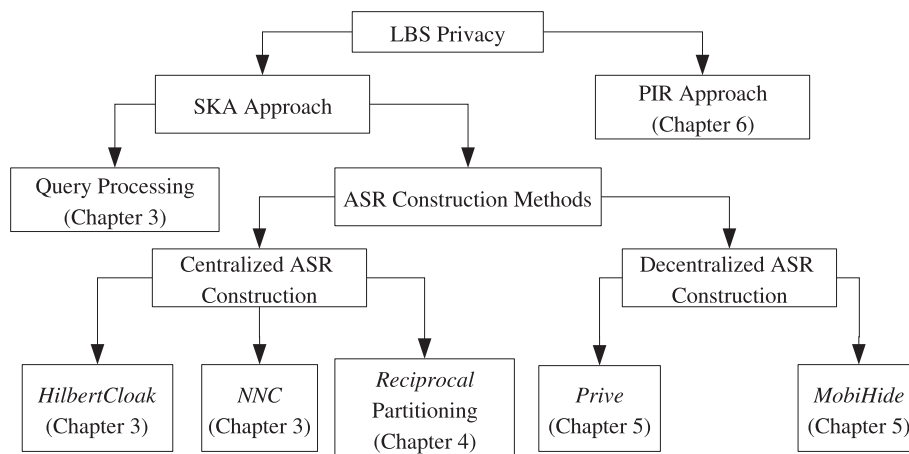 LBS Privacy
SKA Approach
PIR Approach
(Chapter 6)
Query Processing
(Chapter 3)
ASR Construction Methods
Centralized ASR
Construction
Decentralized ASR
Construction
HilbertCloak
(Chapter 3)
NNC
(Chapter 3)
Reciprocal
Partitioning
(Chapter 4)
Prive
(Chapter 5)
MobiHide
(Chapter 5)